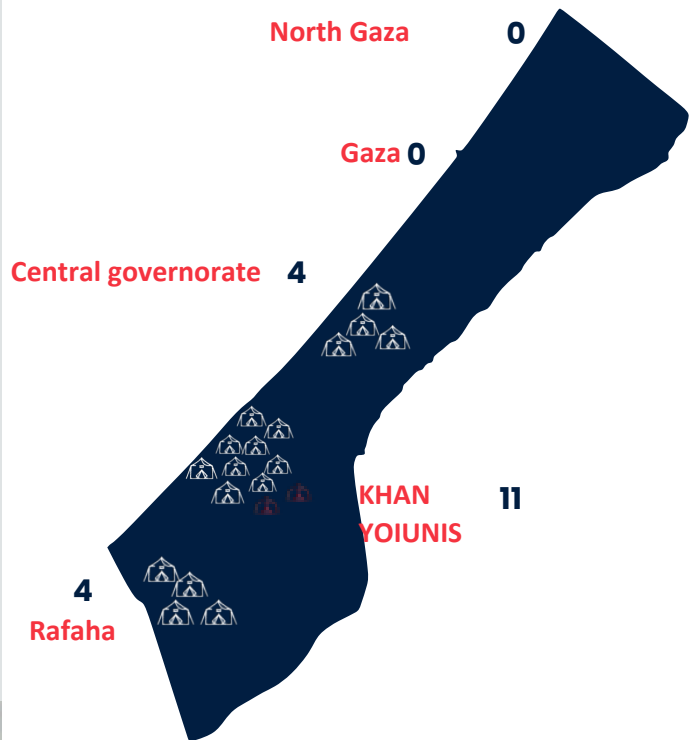 North Gaza 0
Gaza 0
Central governorate 4
KHAN 11
YOIUNIS
4
Rafaha